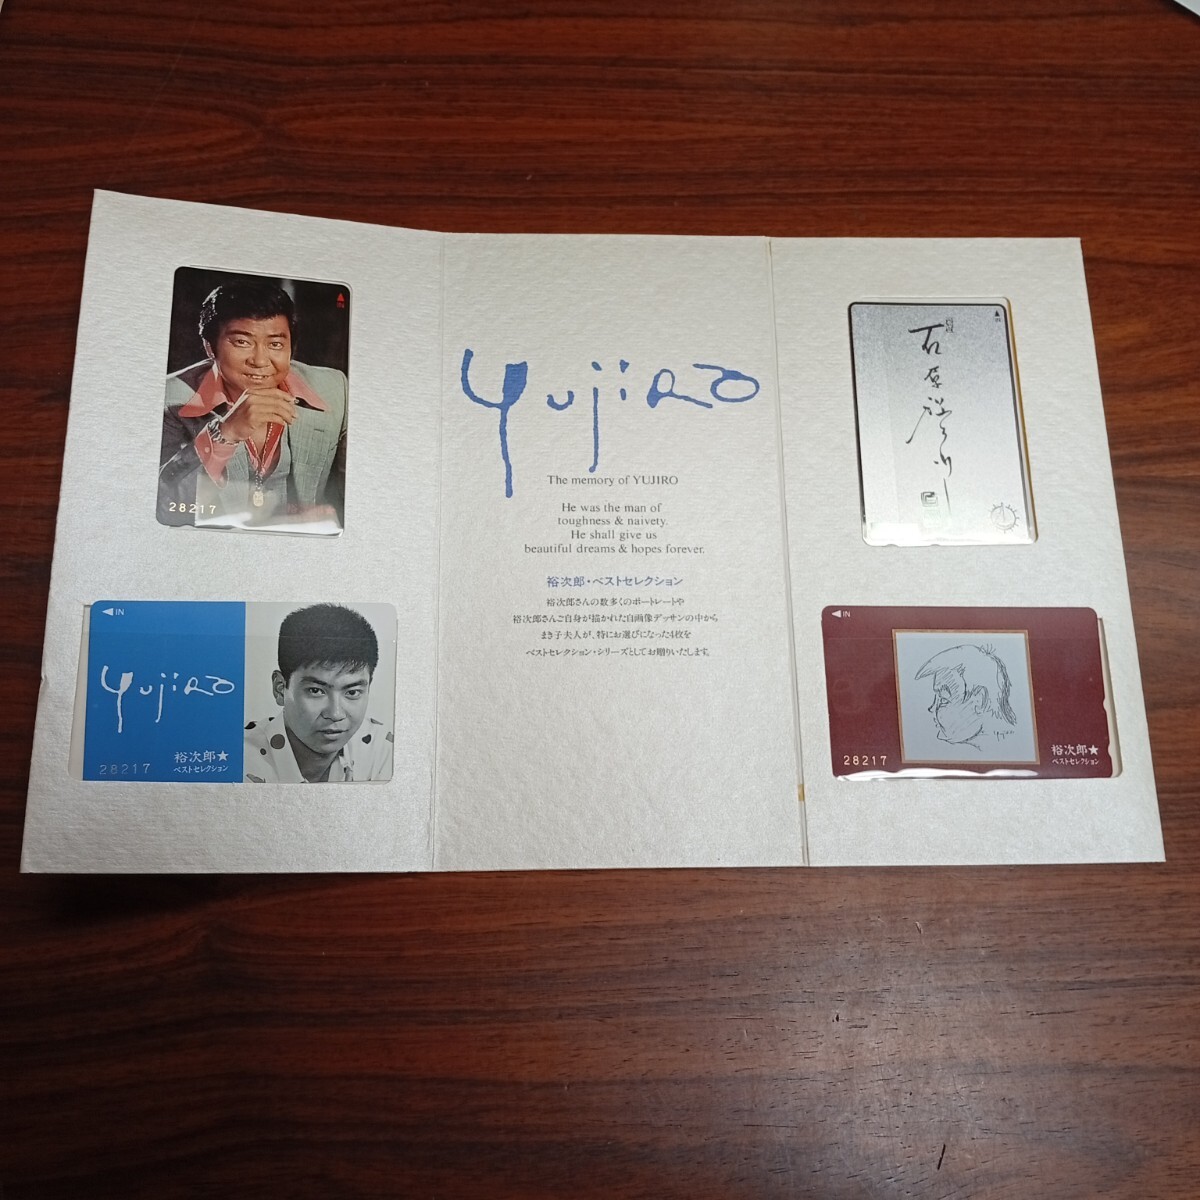 IN
28217
IN
yujiRo
28217
裕次郎★
ベストセレクション
yujiRo
The memory of YUJIRO
He was the man of
toughness & naivety.
He shall give us
beautiful dreams & hopes forever.
裕次郎・ベストセレクション
裕次郎さんの数多くのポートレートや
裕次郎さんご自身が描かれた自画像デッサンの中から、
まき子夫人が、特にお選びになった4枚を
ベストセレクション・シリーズとしてお贈りいたします。
IN
石原裕次郎
IN
28217
yujiro
裕次郎★
ベストセレクション